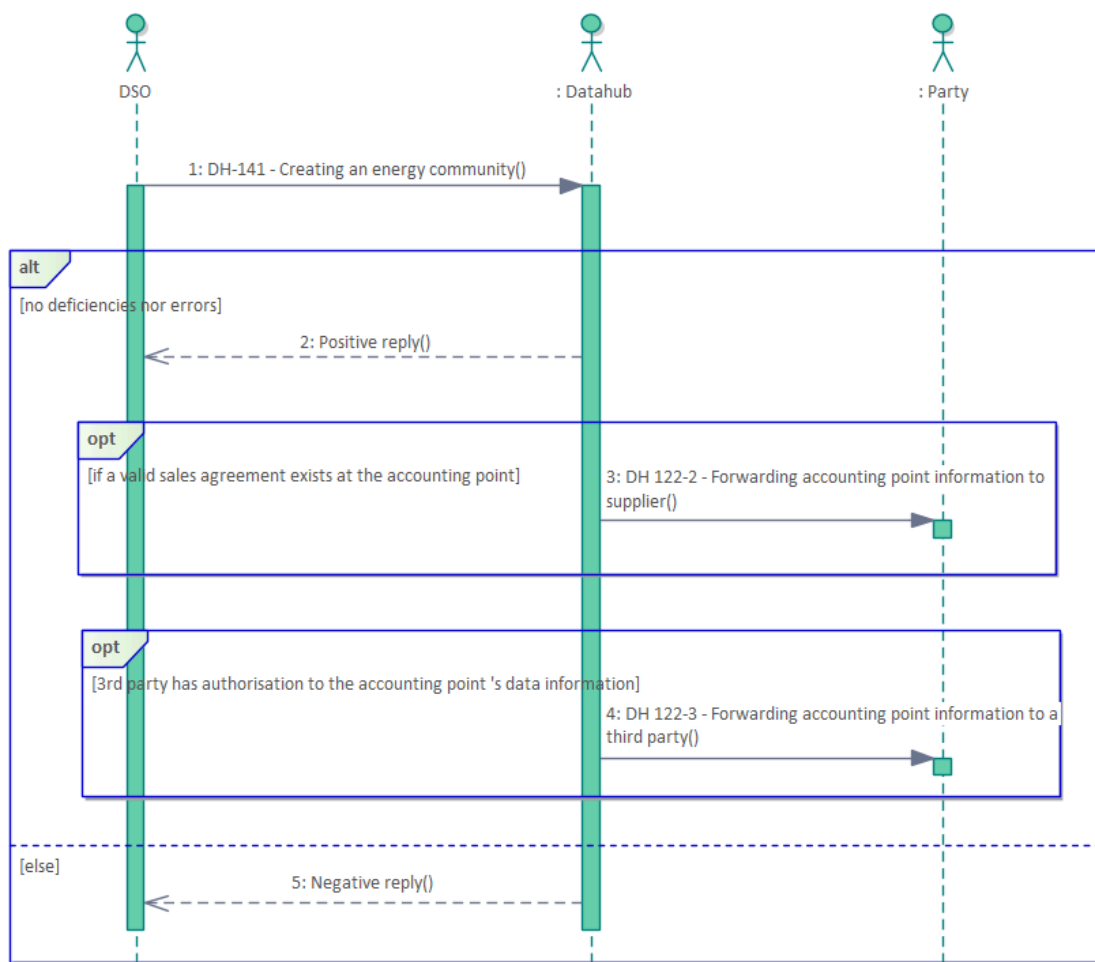 DSO
: Datahub
: Party
1: DH-141 - Creating an energy community()
alt
[no deficiencies nor errors]
2: Positive reply()
opt
[if a valid sales agreement exists at the accounting point]
3: DH 122-2 - Forwarding accounting point information to
supplier()
opt
[3rd party has authorisation to the accounting point 's data information]
4: DH 122-3 - Forwarding accounting point information to a
third party()
[else]
5: Negative reply()